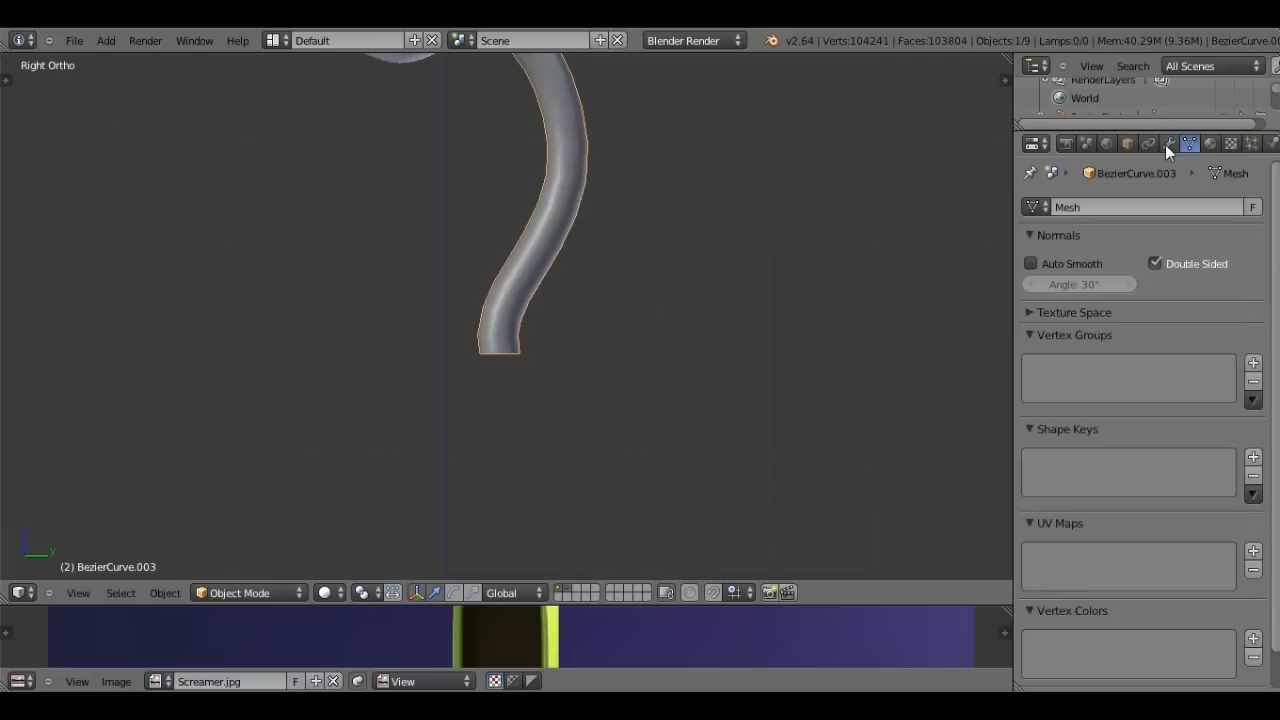 File Add Render Window Help Default Scene Blender Render v2.64 | Verts:104241 | Faces:103804 | Objects:1/9 | Lamps:0/0 | Mem:40.29M (9.36M) | BezierCurve.00
Right Ortho
View Search All Scenes
RenderLayers
World
BezierCurve.003 Mesh
Mesh F
Normals
Auto Smooth Double Sided
Angle: 30°
Texture Space
Vertex Groups
Shape Keys
UV Maps
Vertex Colors
y
(2) BezierCurve.003
View Select Object Object Mode Global
View Image Screamer.jpg F View